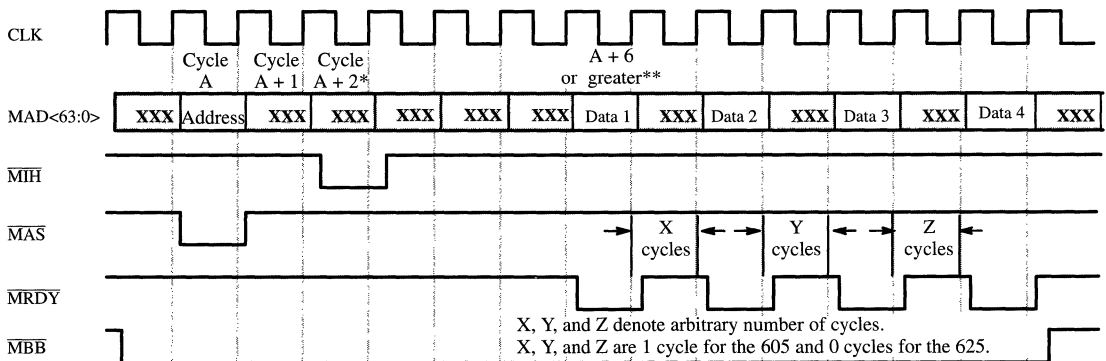 CLK
Cycle A
Cycle A + 1
Cycle A + 2*
A + 6 or greater**
MAD<63:0>
XXX Address XXX XXX XXX XXX XXX Data 1 XXX Data 2 XXX Data 3 XXX Data 4 XXX
MIH
MAS
X cycles
Y cycles
Z cycles
MRDY
X, Y, and Z denote arbitrary number of cycles.
MBB
X, Y, and Z are 1 cycle for the 605 and 0 cycles for the 625.